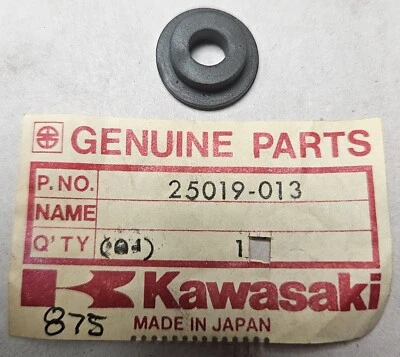 GENUINE PARTS
P.NO. 25019-013
NAME
Q'TY 1
Kawasaki
875 MADE IN JAPAN